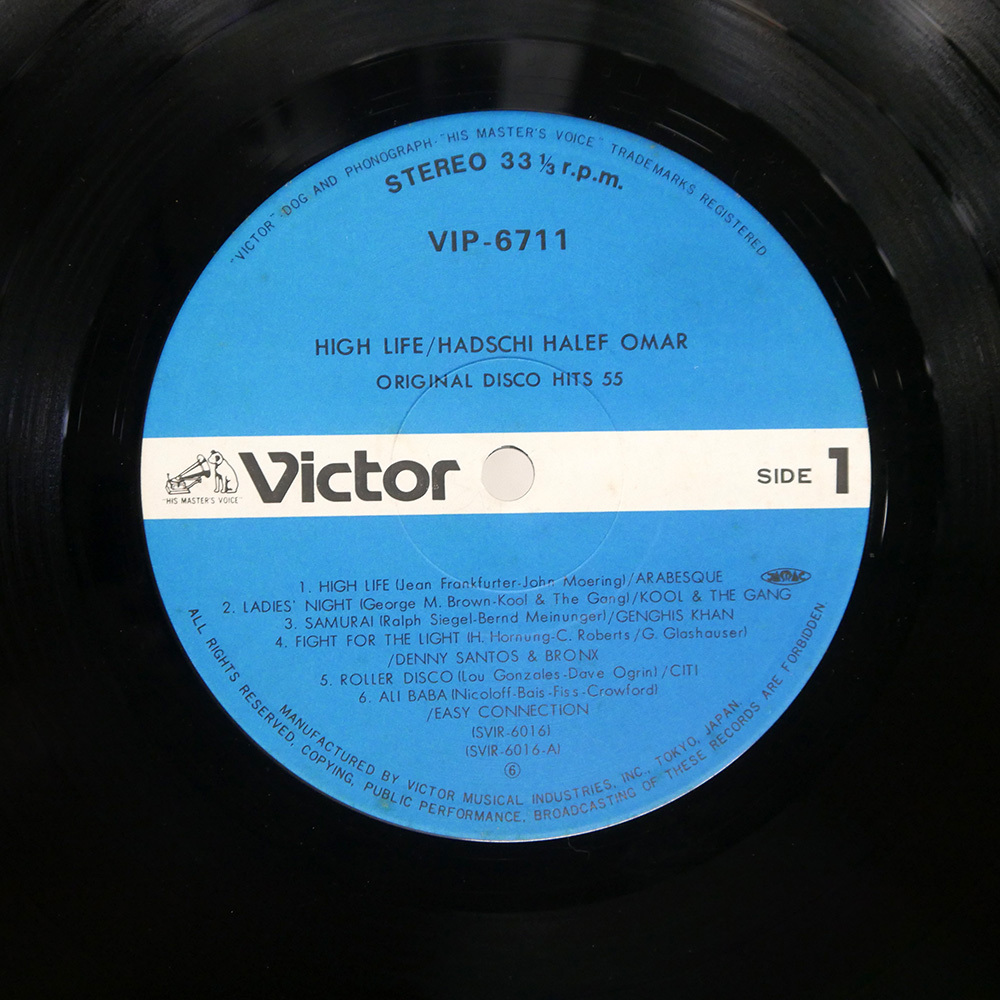 "VICTOR" DOG AND PHONOGRAPH-"HIS MASTER'S VOICE" TRADEMARKS REGISTERED
STEREO 33 ⅓ r.p.m.
VIP-6711
HIGH LIFE/HADSCHI HALEF OMAR
ORIGINAL DISCO HITS 55
"HIS MASTER'S VOICE"
Victor
SIDE 1
1. HIGH LIFE (Jean Frankfurter-John Moering)/ARABESQUE
2. LADIES' NIGHT (George M. Brown-Kool & The Gang)/KOOL & THE GANG
3. SAMURAI (Ralph Siegel-Bernd Meinunger)/GENGHIS KHAN
4. FIGHT FOR THE LIGHT (H. Hornung-C. Roberts/G. Glashauser)
/DENNY SANTOS & BRONX
5. ROLLER DISCO (Lou Gonzales-Dave Ogrin)/CITI
6. ALI BABA (Nicoloff-Bais-Fiss-Crowford)
/EASY CONNECTION
(SVIR-6016)
(SVIR-6016-A)
⑥
MANUFACTURED BY VICTOR MUSICAL INDUSTRIES, INC., TOKYO, JAPAN.
ALL RIGHTS RESERVED, COPYING, PUBLIC PERFORMANCE, BROADCASTING OF THESE RECORDS ARE FORBIDDEN